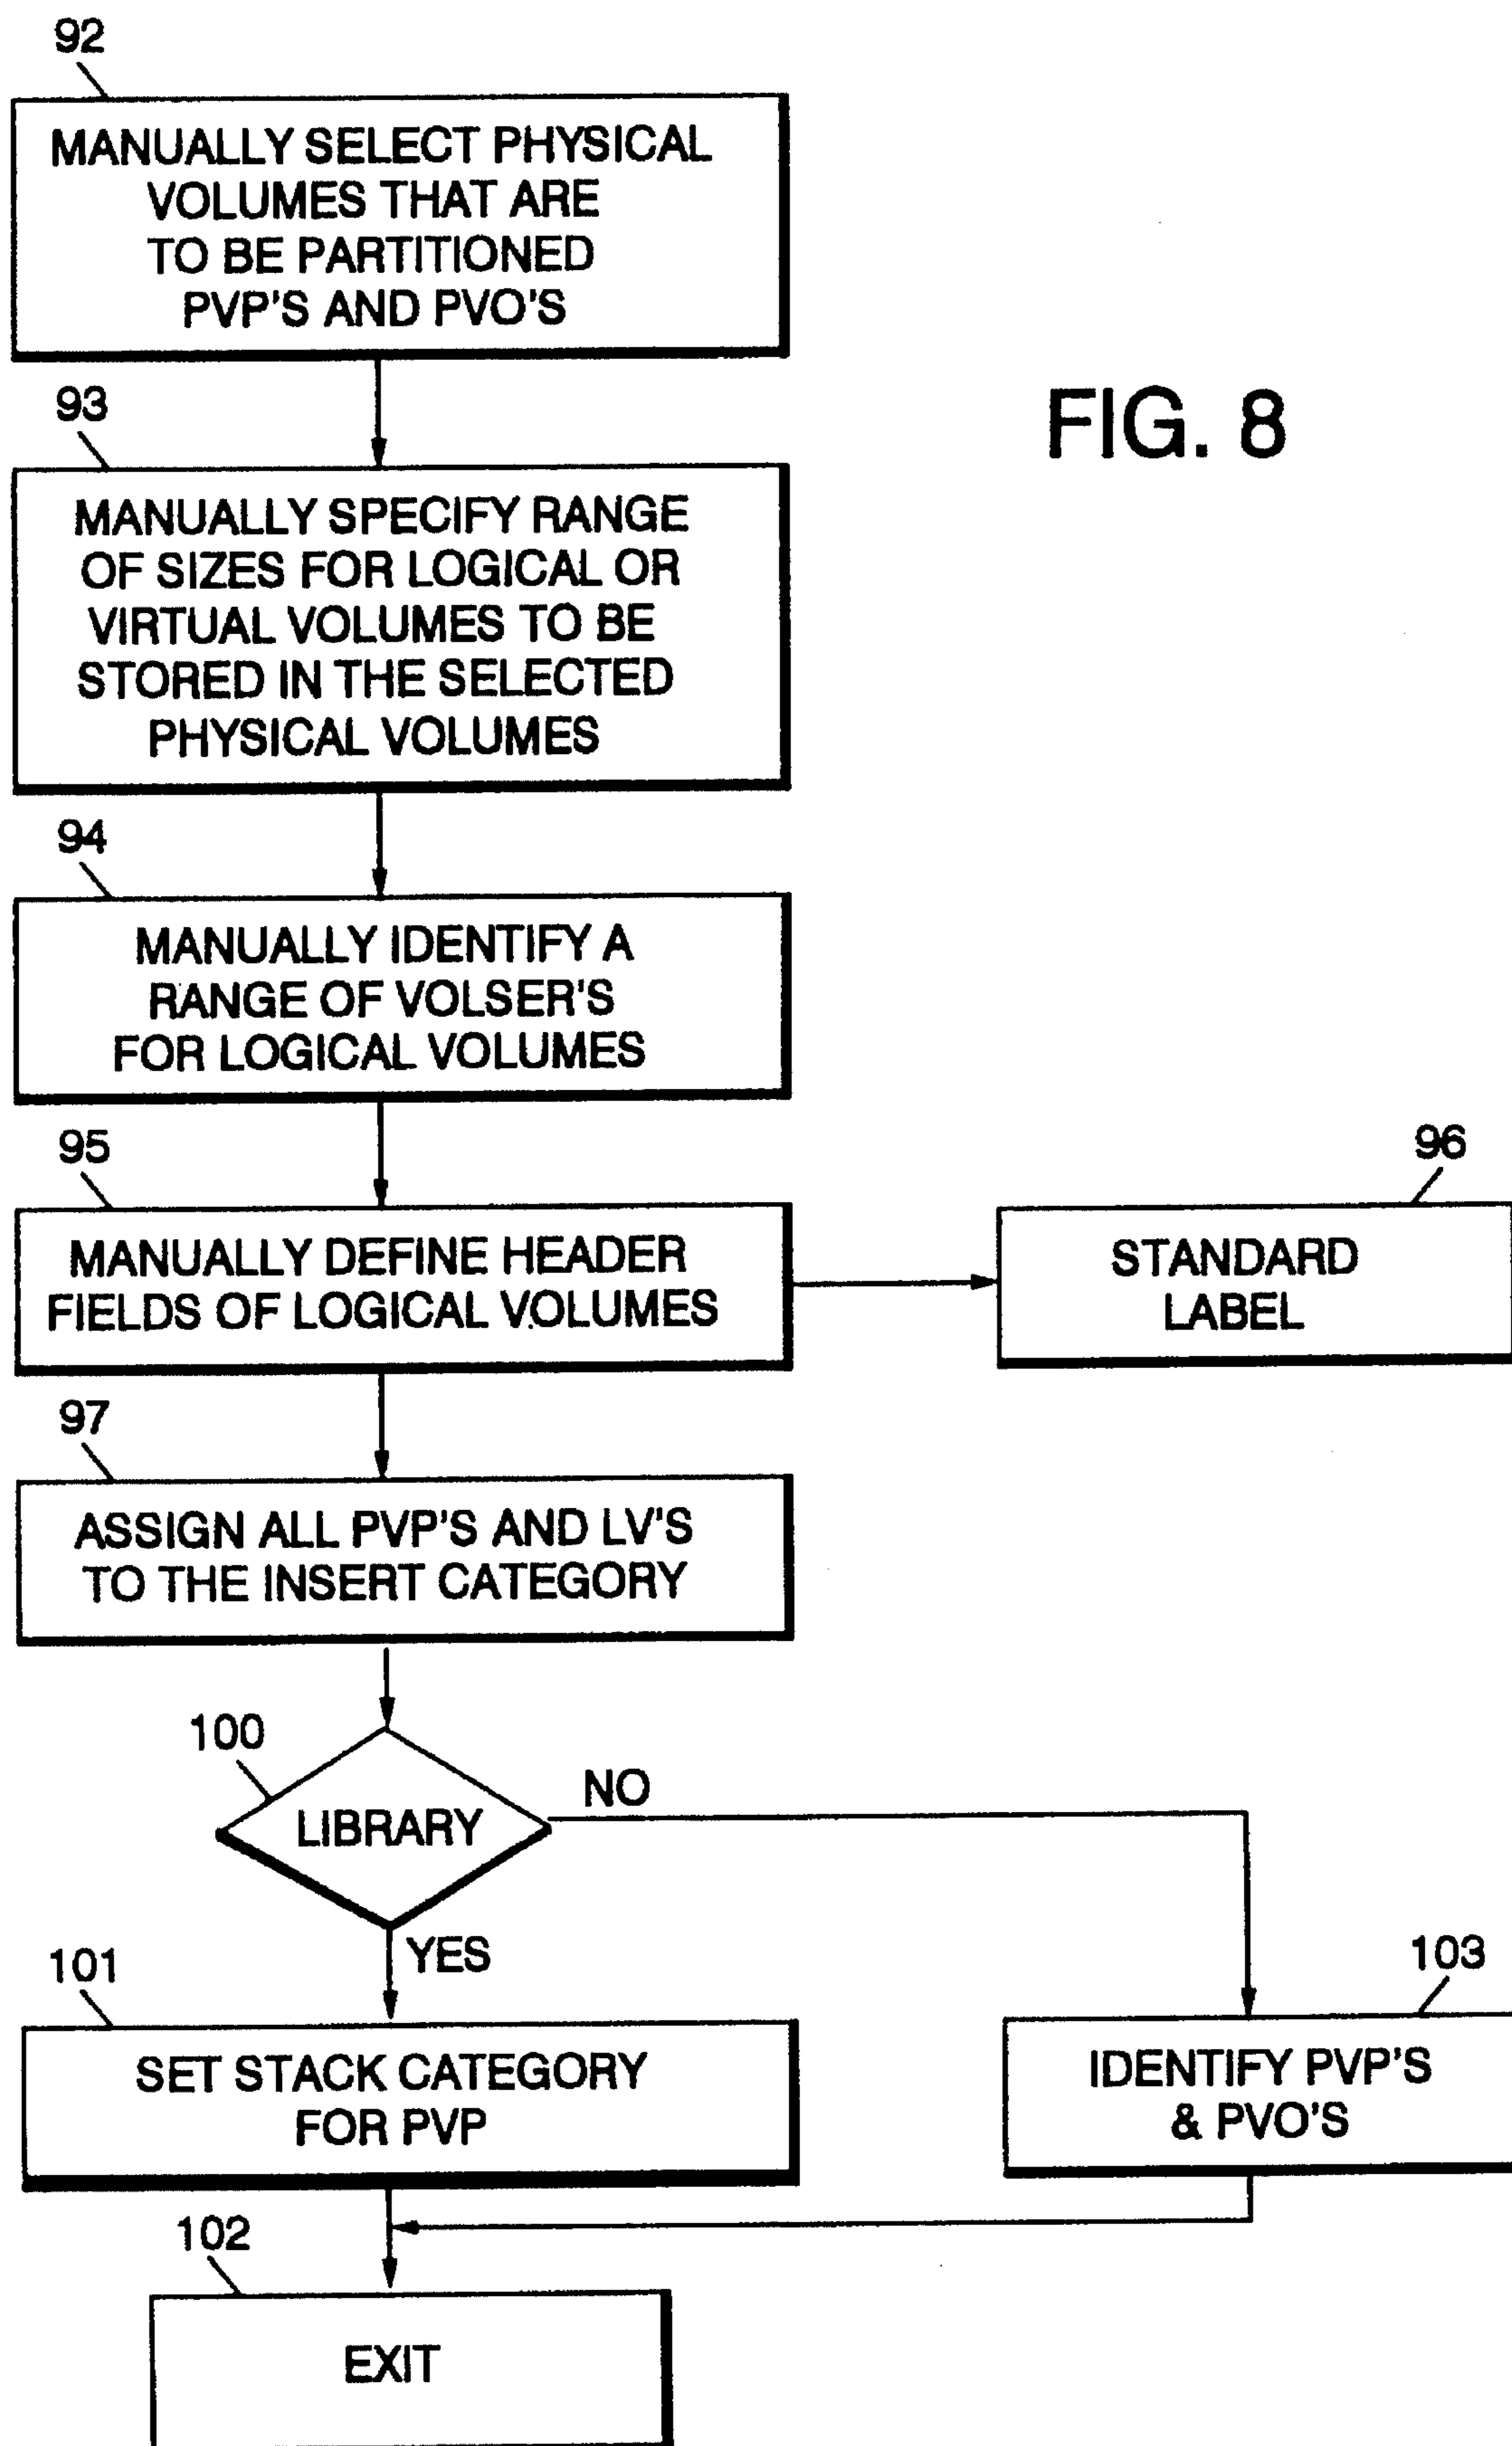 92
MANUALLY SELECT PHYSICAL
VOLUMES THAT ARE
TO BE PARTITIONED
PVP'S AND PVO'S
FIG. 8
93
MANUALLY SPECIFY RANGE
OF SIZES FOR LOGICAL OR
VIRTUAL VOLUMES TO BE
STORED IN THE SELECTED
PHYSICAL VOLUMES
94
MANUALLY IDENTIFY A
RANGE OF VOLSER'S
FOR LOGICAL VOLUMES
95
MANUALLY DEFINE HEADER
FIELDS OF LOGICAL VOLUMES
96
STANDARD
LABEL
97
ASSIGN ALL PVP'S AND LV'S
TO THE INSERT CATEGORY
100
LIBRARY
NO
YES
101
SET STACK CATEGORY
FOR PVP
103
IDENTIFY PVP'S
& PVO'S
102
EXIT